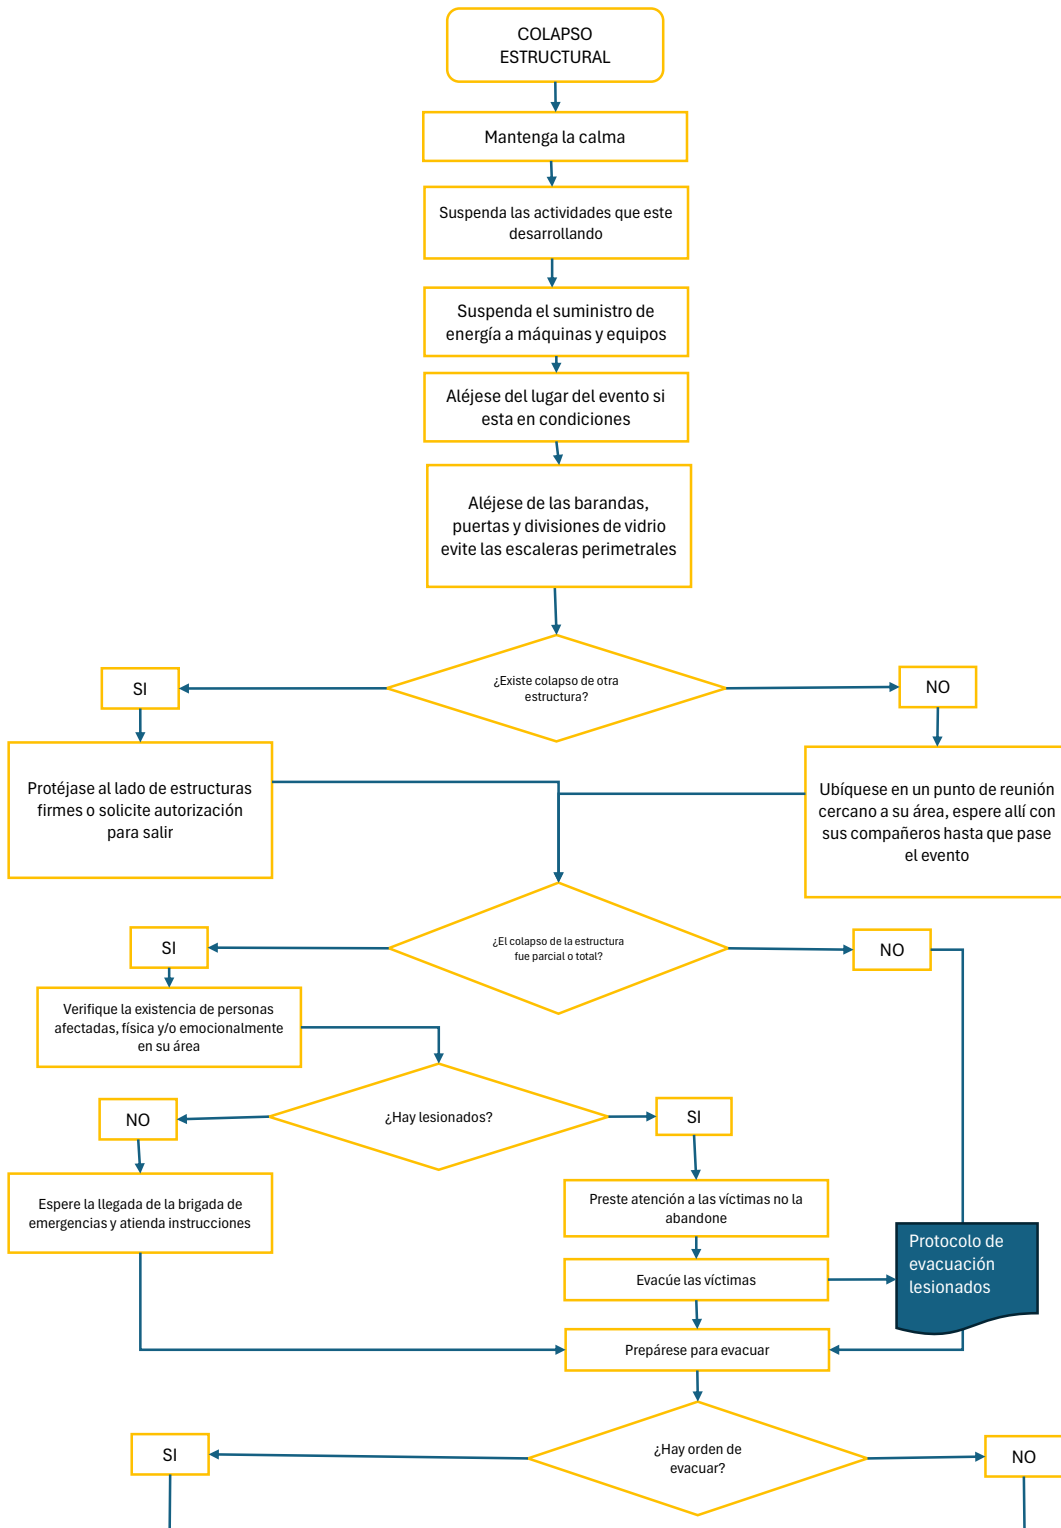 COLAPSO
ESTRUCTURAL
Mantenga la calma
Suspenda las actividades que este
desarrollando
Suspenda el suministro de
energía a máquinas y equipos
Aléjese del lugar del evento si
esta en condiciones
Aléjese de las barandas,
puertas y divisiones de vidrio
evite las escaleras perimetrales
¿Existe colapso de otra
estructura?
SI
NO
Protéjase al lado de estructuras
firmes o solicite autorización
para salir
Ubíquese en un punto de reunión
cercano a su área, espere allí con
sus compañeros hasta que pase
el evento
¿El colapso de la estructura
fue parcial o total?
SI
NO
Verifique la existencia de personas
afectadas, física y/o emocionalmente
en su área
¿Hay lesionados?
NO
SI
Espere la llegada de la brigada de
emergencias y atienda instrucciones
Preste atención a las víctimas no la
abandone
Evacúe las víctimas
Protocolo de
evacuación
lesionados
Prepárese para evacuar
¿Hay orden de
evacuar?
SI
NO